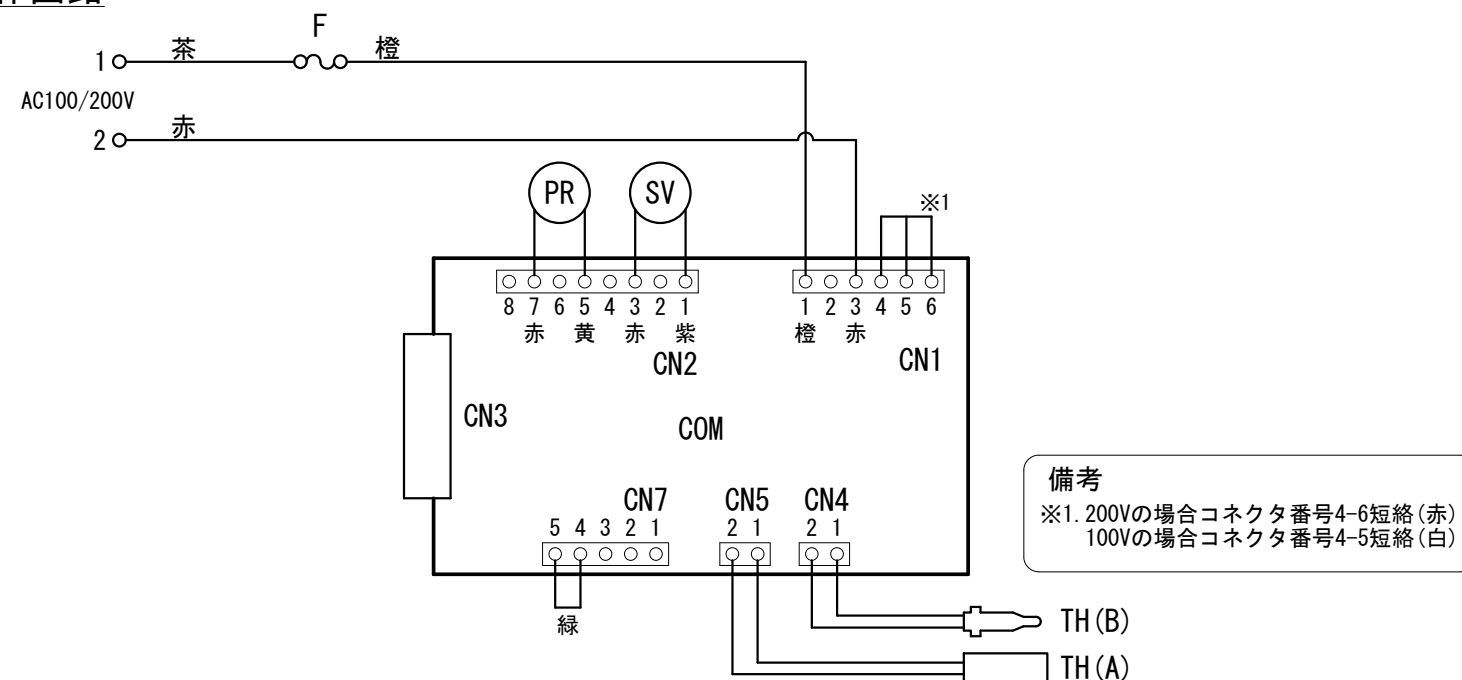 F
1 茶 橙
AC100/200V
2 赤
PR SV ※1
8 7 6 5 4 3 2 1 1 2 3 4 5 6
赤 黄 赤 紫 橙 赤
CN2 CN1
CN3 COM
備考
※1.200Vの場合コネクタ番号4-6短絡(赤)
100Vの場合コネクタ番号4-5短絡(白)
CN7 CN5 CN4
5 4 3 2 1 2 1 2 1
緑
TH(B)
TH(A)